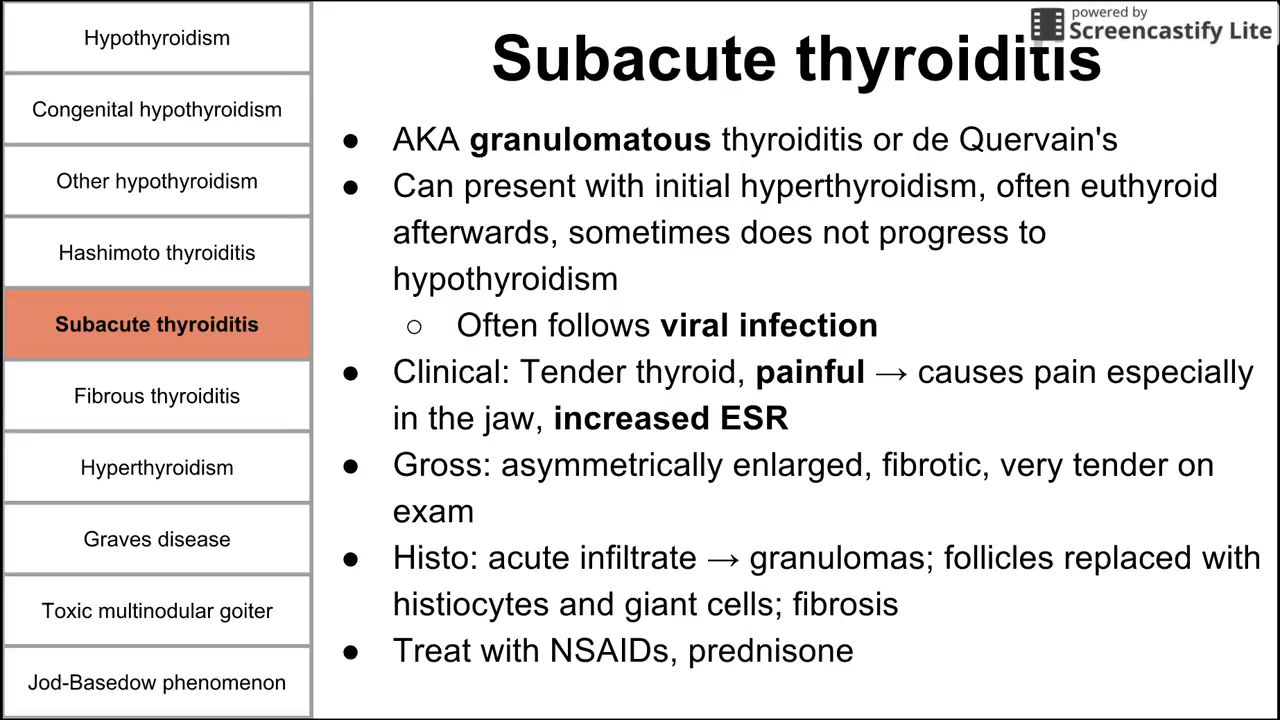 Hypothyroidism
Congenital hypothyroidism
Other hypothyroidism
Hashimoto thyroiditis
Subacute thyroiditis
Fibrous thyroiditis
Hyperthyroidism
Graves disease
Toxic multinodular goiter
Jod-Basedow phenomenon
powered by
Screencastify Lite
Subacute thyroiditis
● AKA granulomatous thyroiditis or de Quervain's
● Can present with initial hyperthyroidism, often euthyroid
afterwards, sometimes does not progress to
hypothyroidism
○ Often follows viral infection
● Clinical: Tender thyroid, painful → causes pain especially
in the jaw, increased ESR
● Gross: asymmetrically enlarged, fibrotic, very tender on
exam
● Histo: acute infiltrate → granulomas; follicles replaced with
histiocytes and giant cells; fibrosis
● Treat with NSAIDs, prednisone